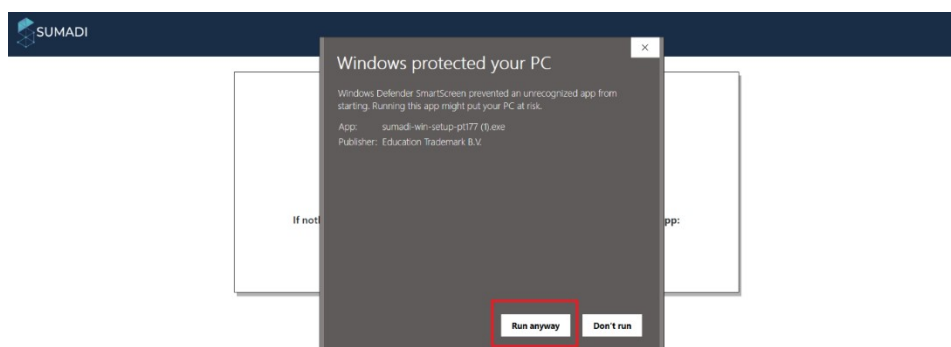 SUMADI
Windows protected your PC
Windows Defender SmartScreen prevented an unrecognized app from
starting. Running this app might put your PC at risk.
App: sumadi-win-setup-pt177 (1).exe
Publisher: Education Trademark B.V.
If
Run anyway Don't run